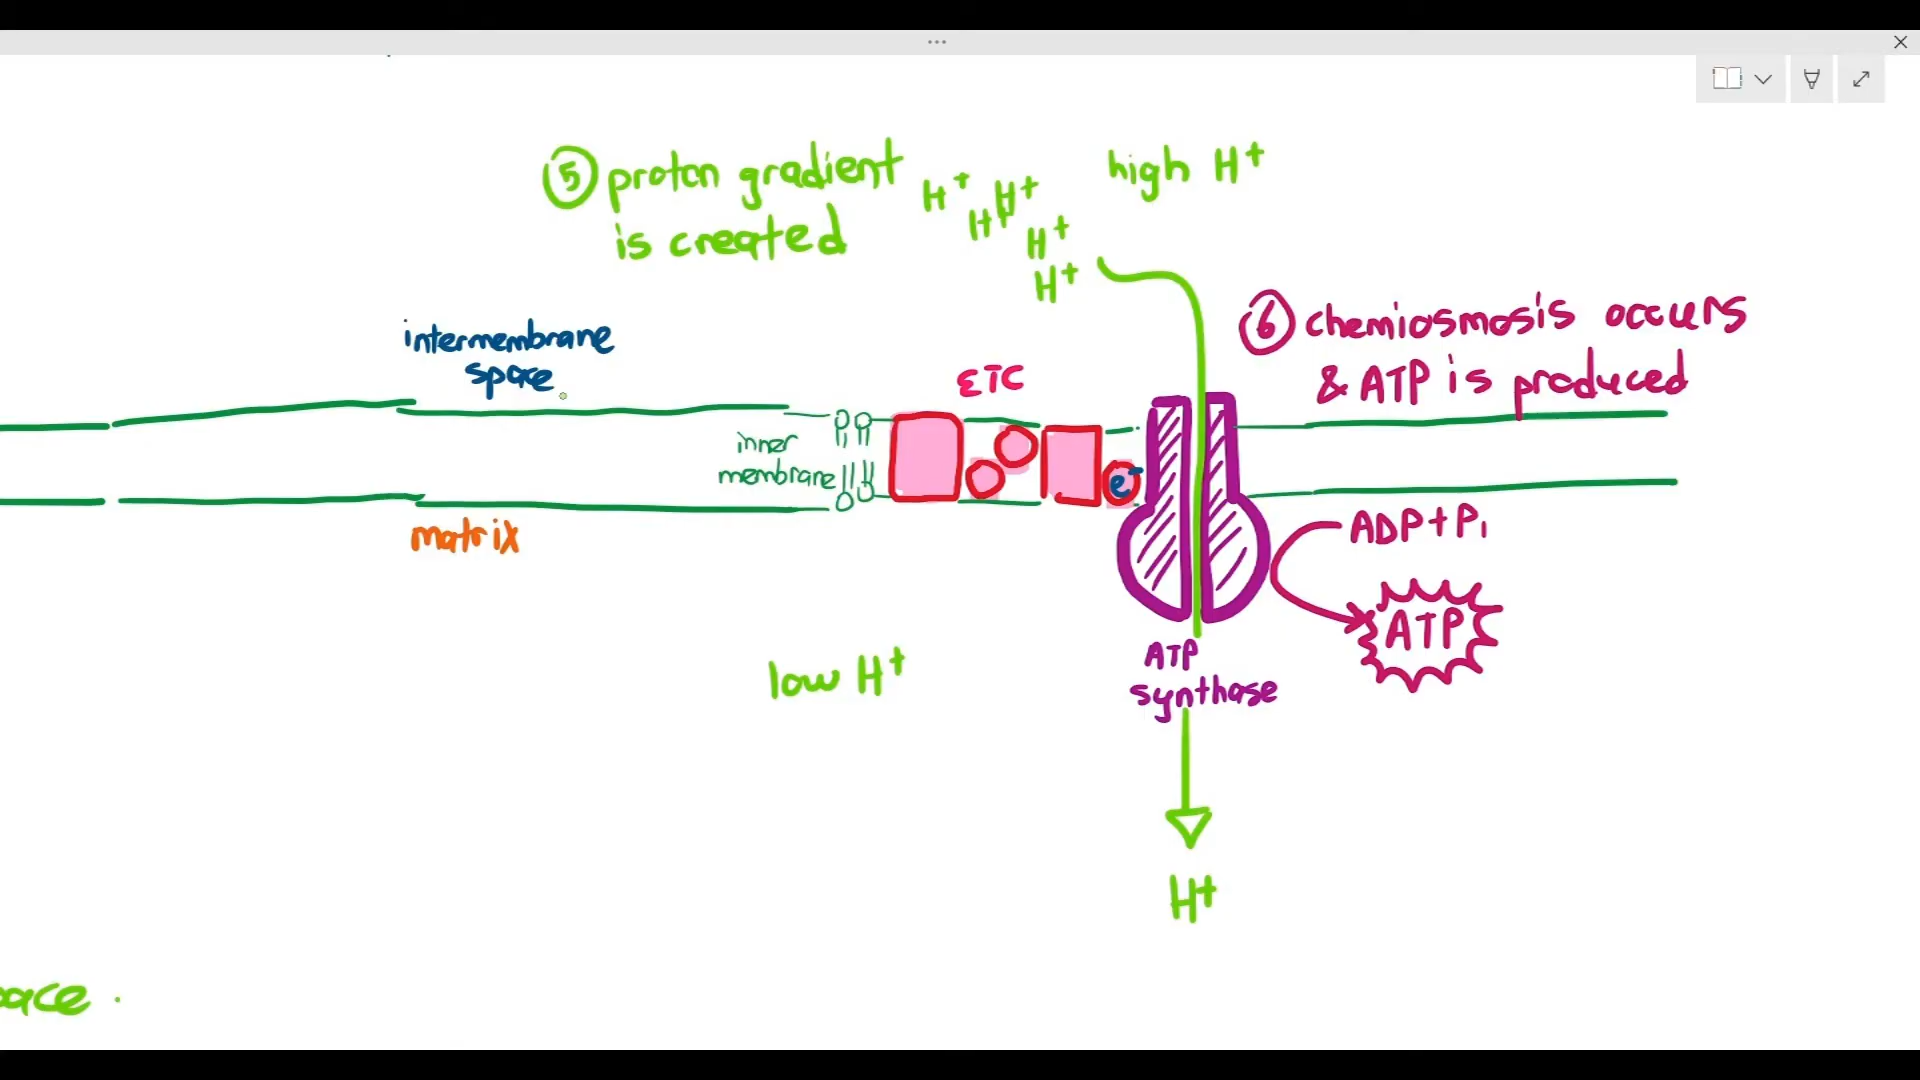 ⑤ proton gradient
is created
H+ H+
H+
H+
H+
high H+
⑥ chemiosmosis occurs
& ATP is produced
intermembrane
space
ETC
inner
membrane
e-
matrix
ADP+Pi
ATP
low H+
ATP
synthase
H+